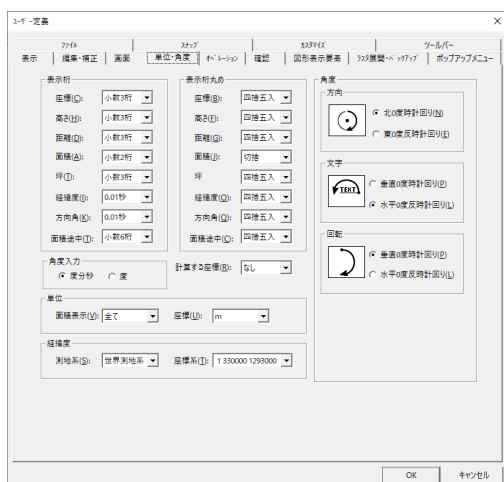 ﾕｰｻﾞｰ定義
ﾌｧｲﾙ ｽﾅｯﾌﾟ ｶｽﾀﾏｲｽﾞ ツールバー
表示 編集・補正 画面 単位・角度 ｵﾍﾟﾚｰｼｮﾝ 確認 図形表示要素 ﾗｽﾀ展開・ﾊﾞｯｸｱｯﾌﾟ ポップアップメニュー
表示桁
座標(C): 小数3桁
高さ(H): 小数3桁
距離(D): 小数3桁
面積(A): 小数2桁
坪(T): 小数3桁
経緯度(I): 0.01秒
方向角(K): 0.01秒
面積途中(T): 小数6桁
表示桁丸め
座標(B): 四捨五入
高さ(F): 四捨五入
距離(G): 四捨五入
面積(J): 切捨
坪 四捨五入
経緯度(O): 四捨五入
方向角(Q): 四捨五入
面積途中(C): 四捨五入
角度
方向
北0度時計回り(N)
東0度反時計回り(E)
文字
TEXT
垂直0度時計回り(P)
水平0度反時計回り(L)
回転
垂直0度時計回り(P)
水平0度反時計回り(L)
角度入力
度分秒 度
計算する座標(R): なし
単位
面積表示(V): 全て 座標(U): m
経緯度
測地系(S): 世界測地系 座標系(T): 1 330000 1293000
OK キャンセル